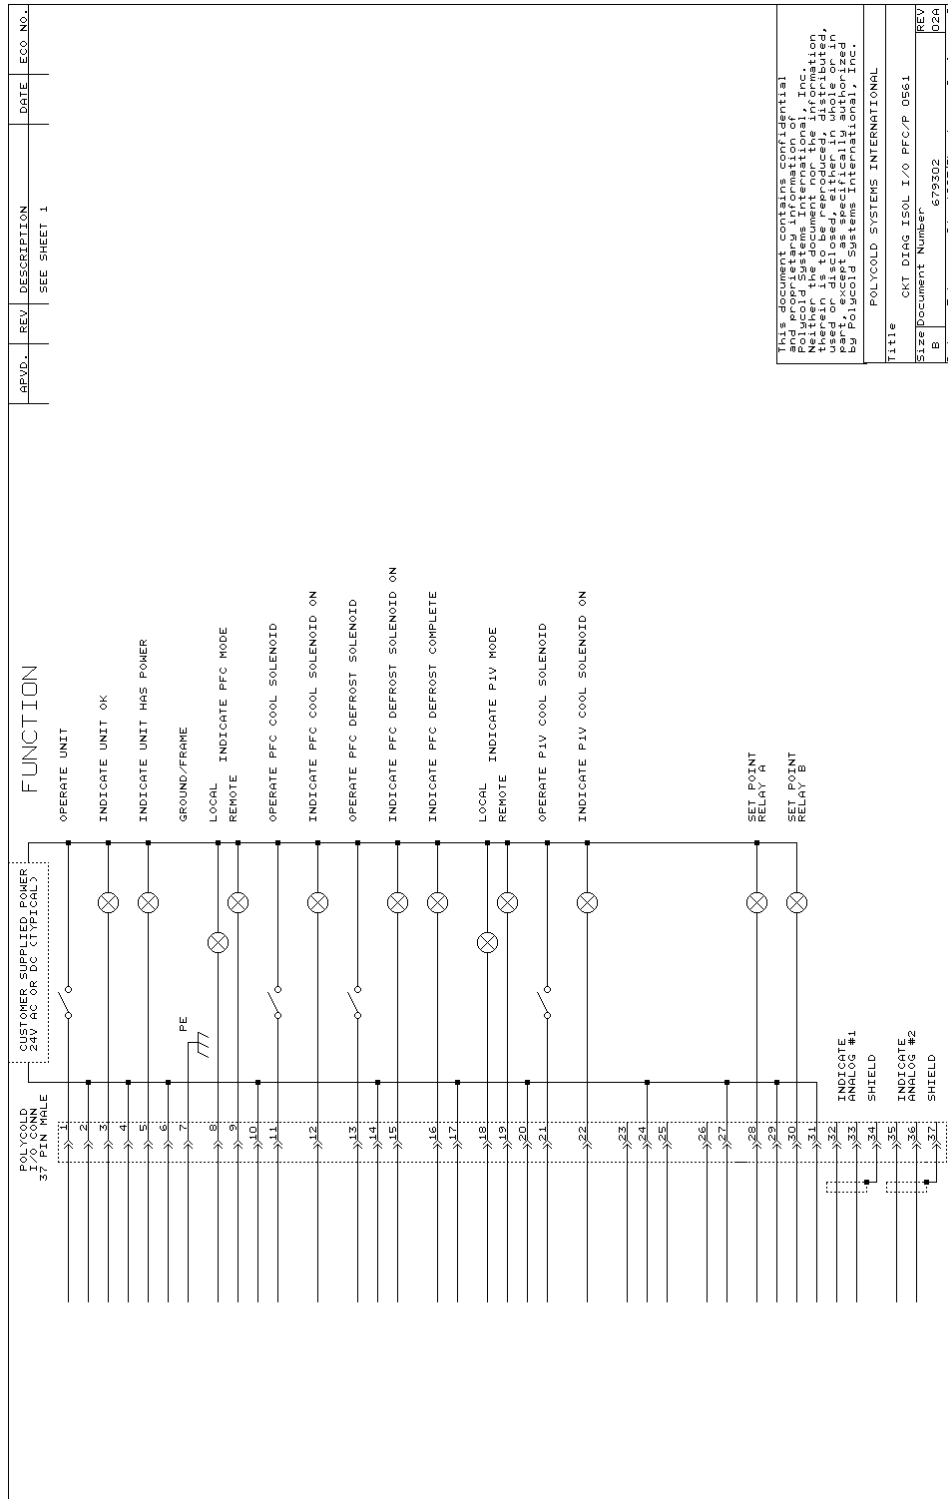 APVD. REV DESCRIPTION DATE ECO NO.
SEE SHEET 1
FUNCTION
CUSTOMER SUPPLIED POWER
24V AC OR DC (TYPICAL)
POLYCOLD
I/O CONN
37 PIN MALE
1 OPERATE UNIT
2
3 INDICATE UNIT OK
4
5 INDICATE UNIT HAS POWER
6
7 PE GROUND/FRAME
8 LOCAL
INDICATE PFC MODE
9 REMOTE
10
11 OPERATE PFC COOL SOLENOID
12 INDICATE PFC COOL SOLENOID ON
13 OPERATE PFC DEFROST SOLENOID
14
15 INDICATE PFC DEFROST SOLENOID ON
16 INDICATE PFC DEFROST COMPLETE
17
18 LOCAL
INDICATE P1V MODE
19 REMOTE
20
21 OPERATE P1V COOL SOLENOID
22 INDICATE P1V COOL SOLENOID ON
23
24
25
26
27
28 SET POINT
RELAY A
29
30 SET POINT
RELAY B
31
32 INDICATE
33 ANALOG #1
34 SHIELD
35 INDICATE
36 ANALOG #2
37 SHIELD
This document contains confidential
and proprietary information of
Polycold Systems International, Inc.
Neither the document nor the information
therein is to be reproduced, distributed,
used or disclosed, either in whole or in
part, except as specifically authorized
by Polycold Systems International, Inc.
POLYCOLD SYSTEMS INTERNATIONAL
Title
CKT DIAG ISOL I/O PFC/P 0561
Size Document Number REV
B 679302 02A